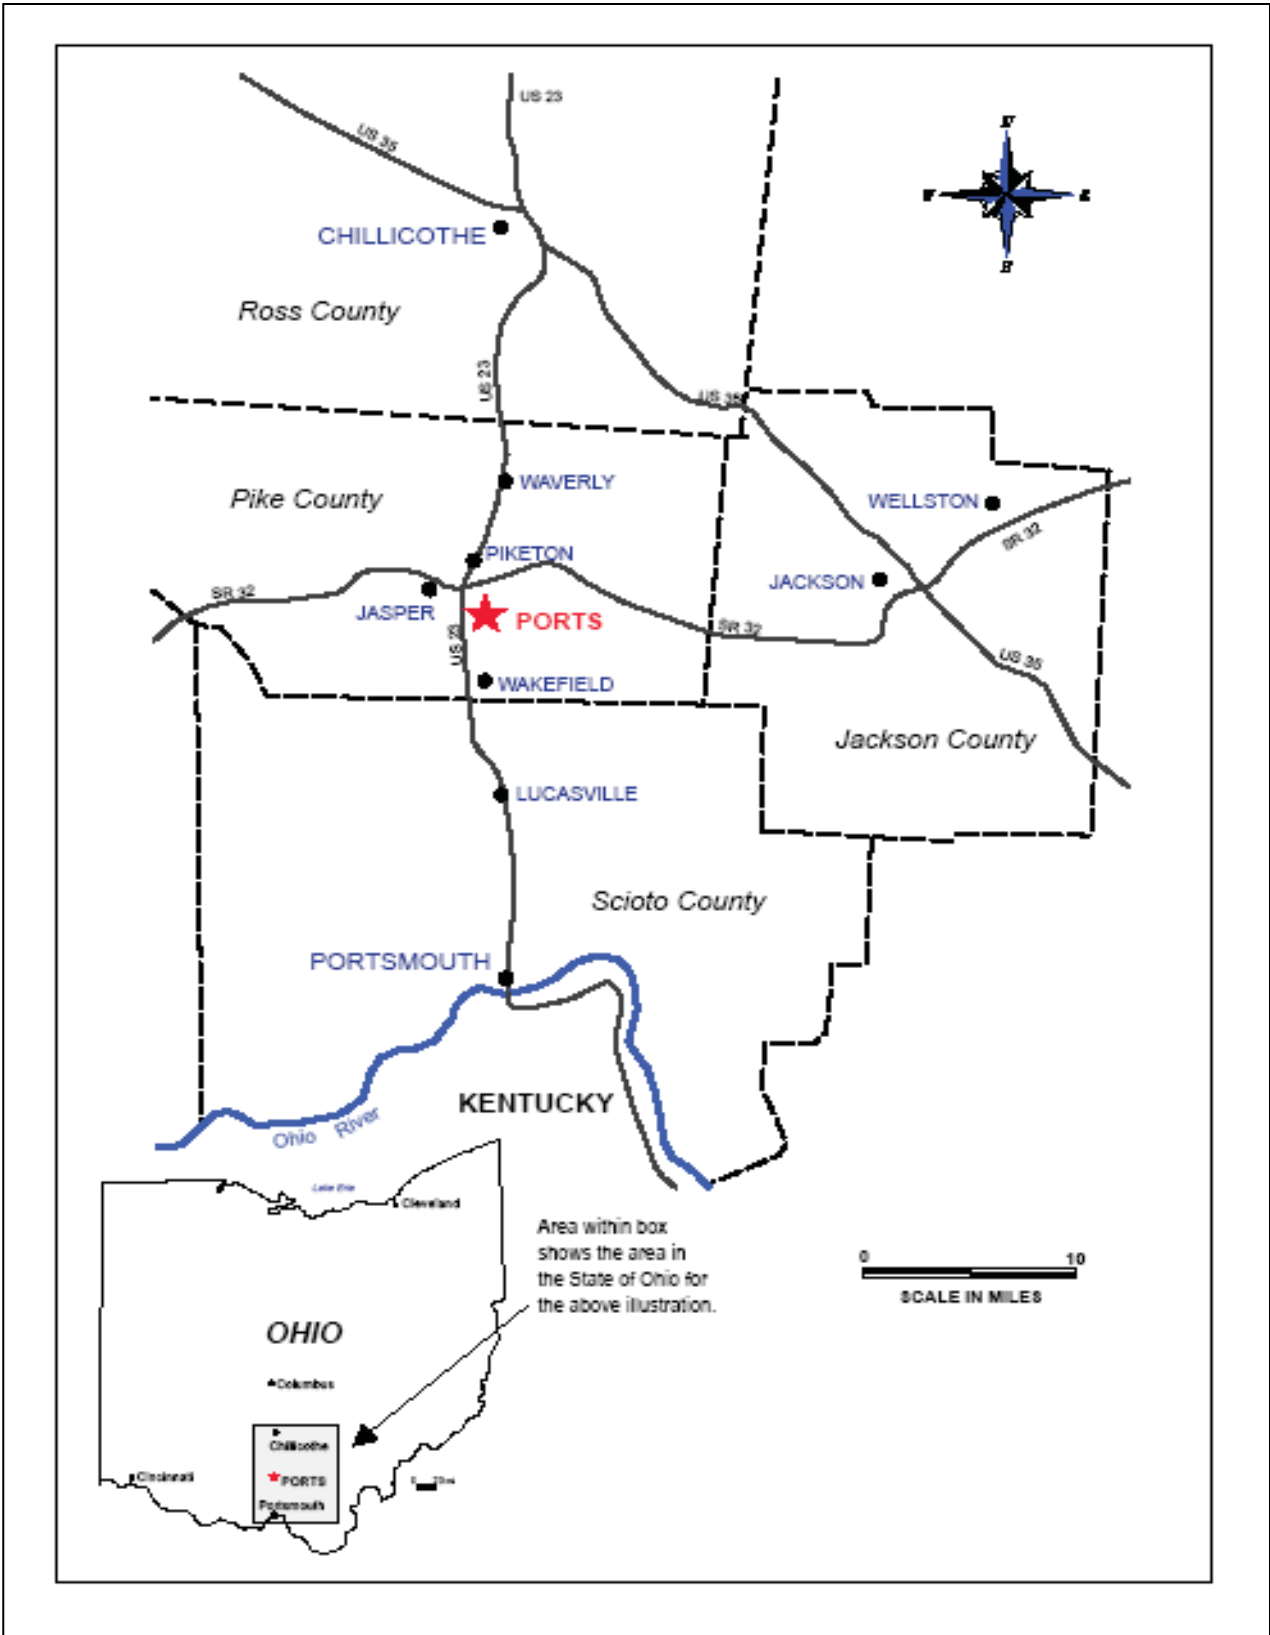 US 23
US 35
N
W
E
S
CHILLICOTHE
Ross County
US 23
US 35
WAVERLY
Pike County
WELLSTON
SR 32
PIKETON
JACKSON
SR 32
JASPER
PORTS
SR 32
US 23
US 35
WAKEFIELD
Jackson County
LUCASVILLE
Scioto County
PORTSMOUTH
KENTUCKY
Ohio River
Lake Erie
Cleveland
Area within box
shows the area in
the State of Ohio for
the above illustration.
0 10
SCALE IN MILES
OHIO
Columbus
Chillicothe
Cincinnati
PORTS
Portsmouth
0